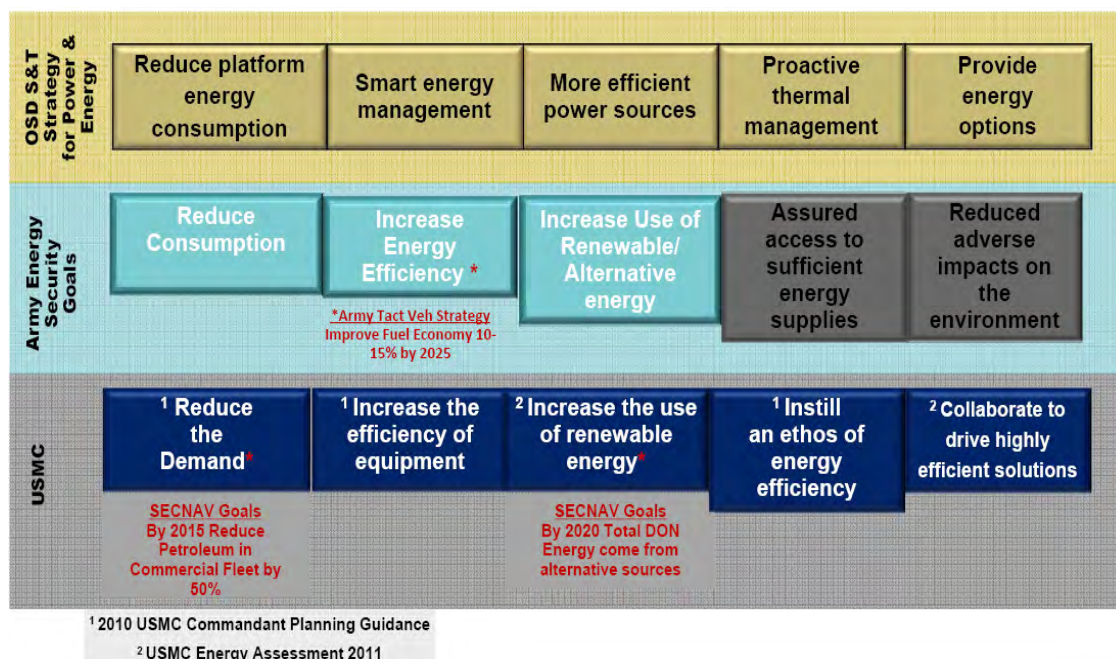 OSD S&T
Strategy
for Power &
Energy
Reduce platform
energy
consumption
Smart energy
management
More efficient
power sources
Proactive
thermal
management
Provide
energy
options
Army Energy
Security
Goals
Reduce
Consumption
Increase
Energy
Efficiency *
*Army Tact Veh Strategy
Improve Fuel Economy 10-
15% by 2025
Increase Use of
Renewable/
Alternative
energy
Assured
access to
sufficient
energy
supplies
Reduced
adverse
impacts on
the
environment
USMC
¹ Reduce
the
Demand*
SECNAV Goals
By 2015 Reduce
Petroleum in
Commercial Fleet by
50%
¹ Increase the
efficiency of
equipment
² Increase the use
of renewable
energy*
SECNAV Goals
By 2020 Total DON
Energy come from
alternative sources
¹ Instill
an ethos of
energy
efficiency
² Collaborate to
drive highly
efficient solutions
¹ 2010 USMC Commandant Planning Guidance
² USMC Energy Assessment 2011